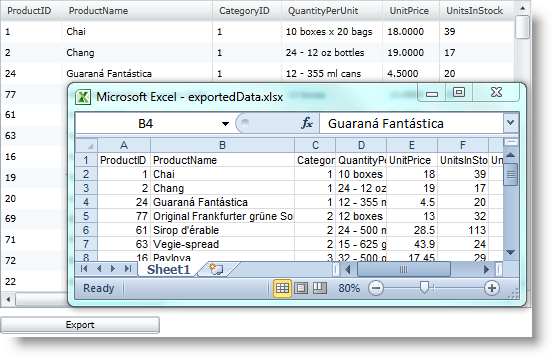 ProductID ProductName CategoryID QuantityPerUnit UnitPrice UnitsInStock
1 Chai 1 10 boxes x 20 bags 18.0000 39
2 Chang 1 24 - 12 oz bottles 19.0000 17
24 Guaraná Fantástica 1 12 - 355 ml cans 4.5000 20
77
61
63
16
19
20
69
71
72
22
Microsoft Excel - exportedData.xlsx
B4 fx Guaraná Fantástica
A B C D E F
1 ProductID ProductName Categor QuantityPe UnitPrice UnitsInSto Un
2 1 Chai 1 10 boxes 18 39
3 2 Chang 1 24 - 12 oz 19 17
4 24 Guaraná Fantástica 1 12 - 355 m 4.5 20
5 77 Original Frankfurter grüne So 2 12 boxes 13 32
6 61 Sirop d'érable 2 24 - 500 m 28.5 113
7 63 Vegie-spread 2 15 - 625 g 43.9 24
8 16 Pavlova 3 32 - 500 g 17.45 29
Sheet1
Ready 80%
Export